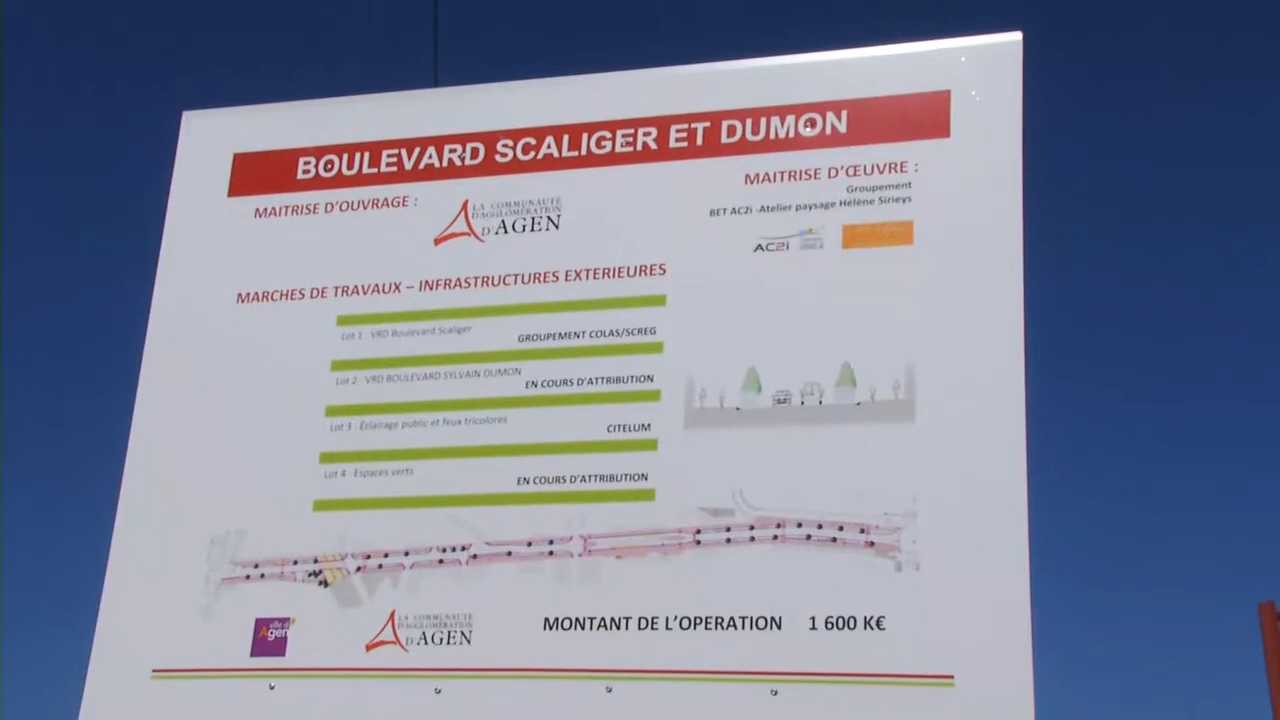 BOULEVARD SCALIGER ET DUMON
MAITRISE D'OUVRAGE :
LA COMMUNAUTÉ
D'AGGLOMÉRATION
D'AGEN
MAITRISE D'ŒUVRE :
Groupement
BET AC2i -Atelier paysage Hélène Sirieys
AC2i
MARCHES DE TRAVAUX – INFRASTRUCTURES EXTERIEURES
Lot 1 : VRD Boulevard Scaliger
GROUPEMENT COLAS/SCREG
Lot 2 : VRD BOULEVARD SYLVAIN DUMON
EN COURS D'ATTRIBUTION
Lot 3 : Éclairage public et feux tricolores
CITELUM
Lot 4 : Espaces verts
EN COURS D'ATTRIBUTION
ville d'
Agen
LA COMMUNAUTÉ
D'AGGLOMÉRATION
D'AGEN
MONTANT DE L'OPERATION 1 600 K€